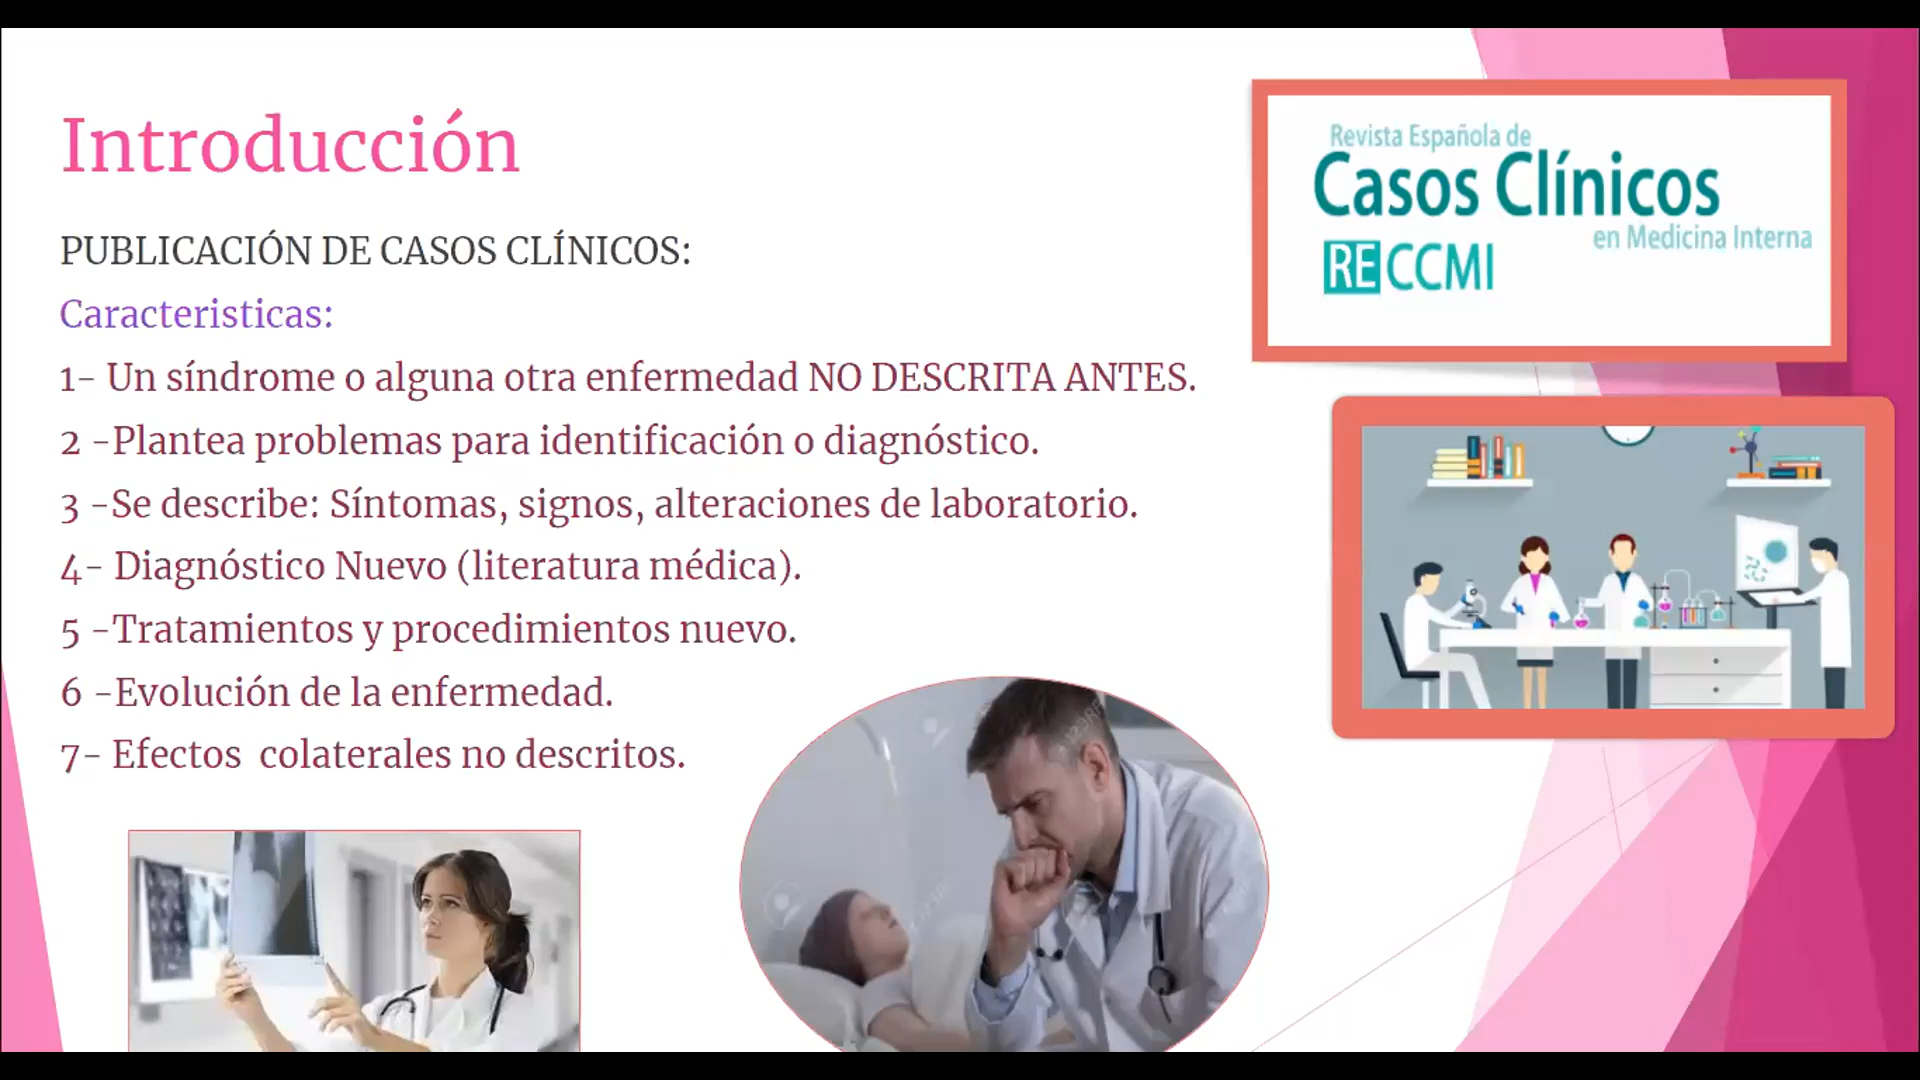 Introducción
PUBLICACIÓN DE CASOS CLÍNICOS:
Caracteristicas:
1- Un síndrome o alguna otra enfermedad NO DESCRITA ANTES.
2 -Plantea problemas para identificación o diagnóstico.
3 -Se describe: Síntomas, signos, alteraciones de laboratorio.
4- Diagnóstico Nuevo (literatura médica).
5 -Tratamientos y procedimientos nuevo.
6 -Evolución de la enfermedad.
7- Efectos  colaterales no descritos.
Revista Española de
Casos Clínicos
en Medicina Interna
RECCMI